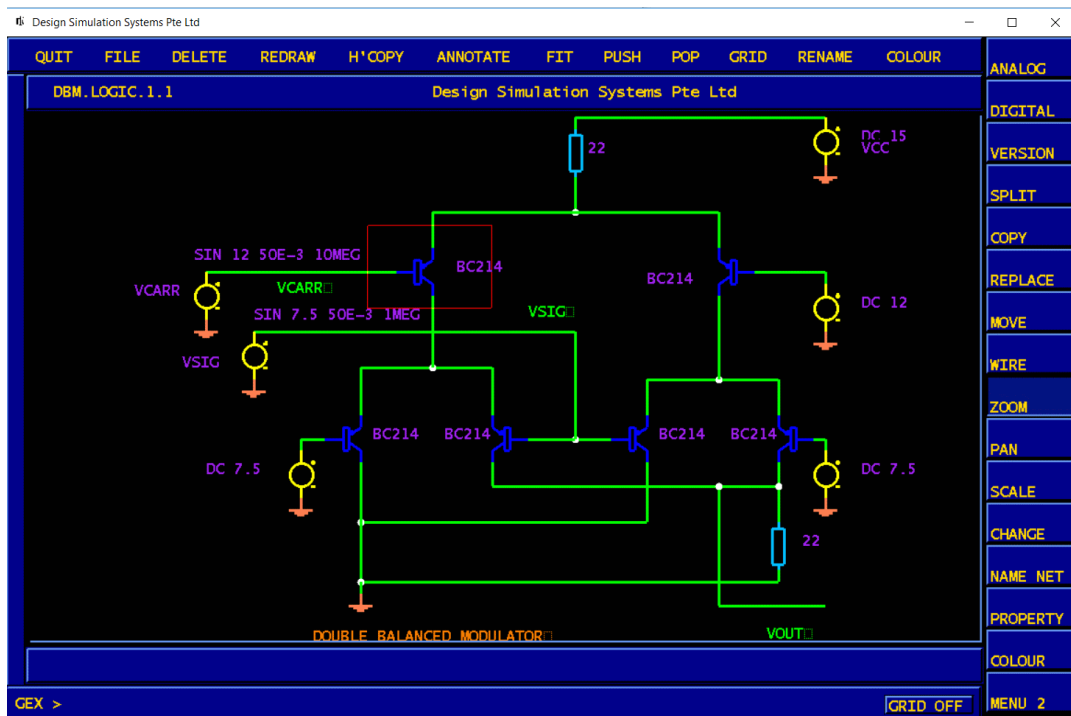 Design Simulation Systems Pte Ltd
QUIT FILE DELETE REDRAW H'COPY ANNOTATE FIT PUSH POP GRID RENAME COLOUR
DBM.LOGIC.1.1 Design Simulation Systems Pte Ltd
ANALOG
DIGITAL
VERSION
SPLIT
COPY
REPLACE
MOVE
WIRE
ZOOM
PAN
SCALE
CHANGE
NAME NET
PROPERTY
COLOUR
MENU 2
22
DC 15
VCC
SIN 12 50E-3 10MEG
BC214
BC214
VCARR
VCARR
DC 12
SIN 7.5 50E-3 1MEG
VSIG
VSIG
BC214
BC214
BC214
BC214
DC 7.5
DC 7.5
22
DOUBLE BALANCED MODULATOR
VOUT
GEX >
GRID OFF